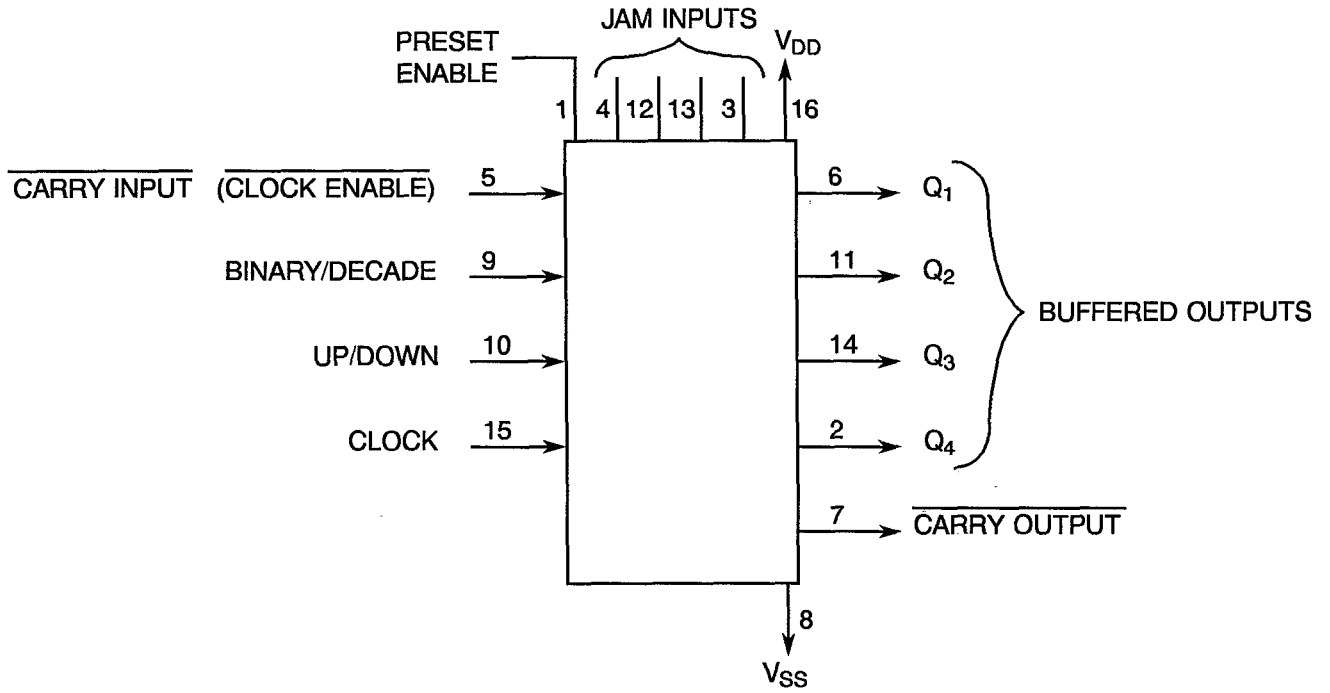 JAM INPUTS
PRESET
ENABLE
V_DD
1 4 12 13 3 16
CARRY INPUT (CLOCK ENABLE) 5
6 Q₁
BINARY/DECADE 9
11 Q₂
BUFFERED OUTPUTS
UP/DOWN 10
14 Q₃
CLOCK 15
2 Q₄
7 CARRY OUTPUT
8
V_SS